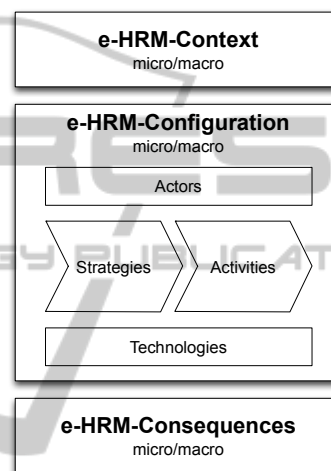 e-HRM-Context
micro/macro
e-HRM-Configuration
micro/macro
Actors
Strategies
Activities
Technologies
e-HRM-Consequences
micro/macro